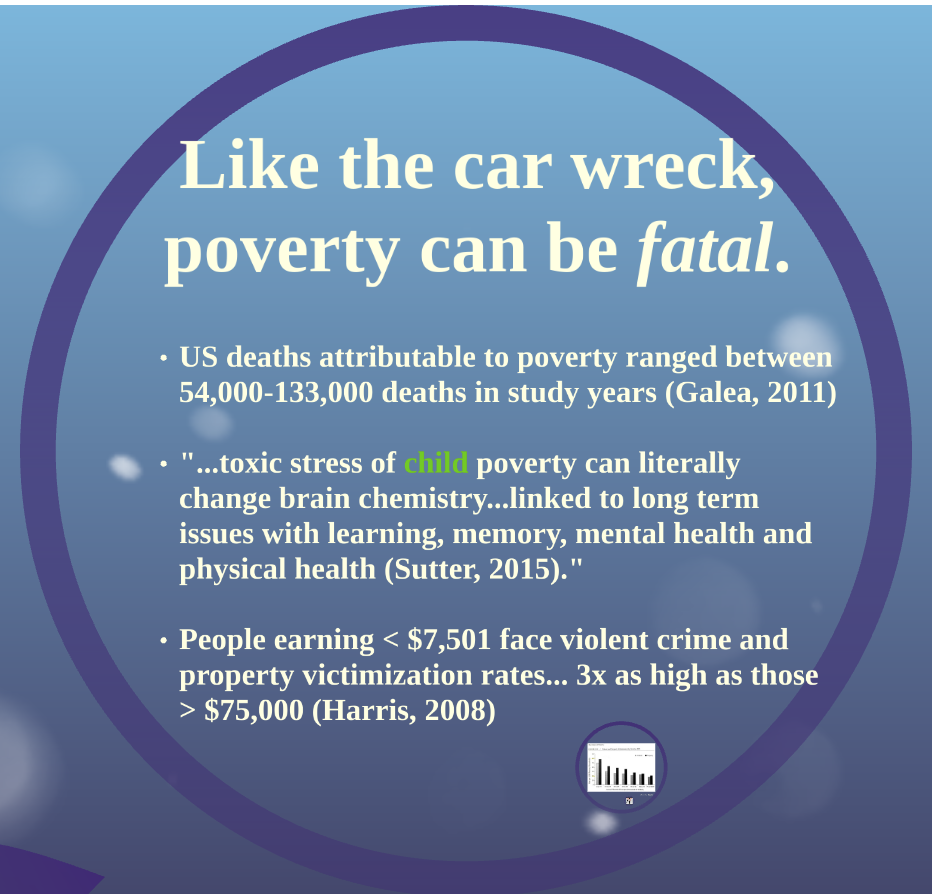 Like the car wreck,
poverty can be fatal.
• US deaths attributable to poverty ranged between
54,000-133,000 deaths in study years (Galea, 2011)
• "...toxic stress of child poverty can literally
change brain chemistry...linked to long term
issues with learning, memory, mental health and
physical health (Sutter, 2015)."
• People earning < $7,501 face violent crime and
property victimization rates... 3x as high as those
> $75,000 (Harris, 2008)